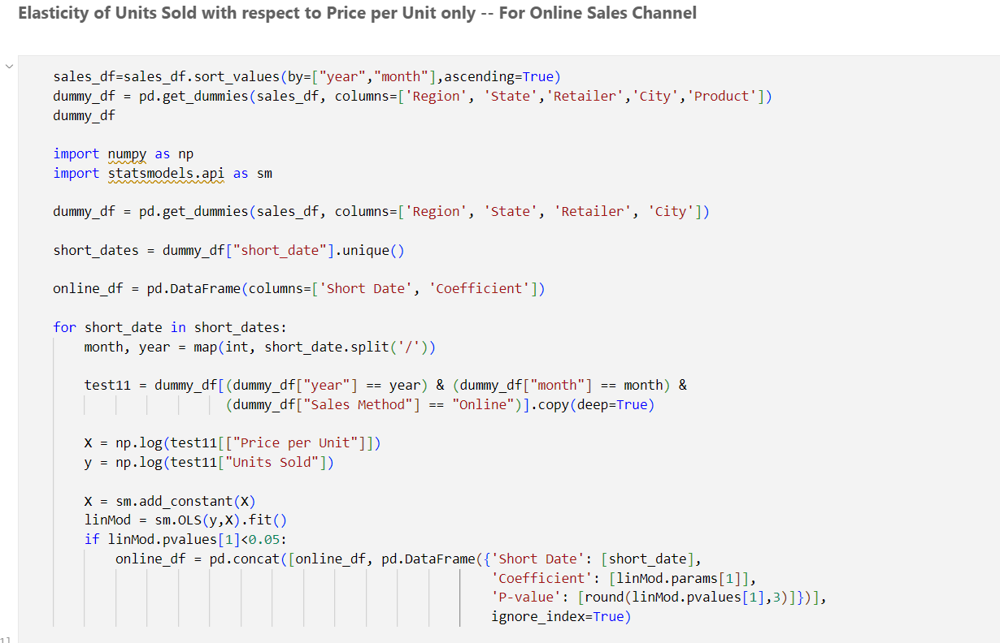 Elasticity of Units Sold with respect to Price per Unit only -- For Online Sales Channel
sales_df=sales_df.sort_values(by=["year","month"],ascending=True)
dummy_df = pd.get_dummies(sales_df, columns=['Region', 'State','Retailer','City','Product'])
dummy_df
import numpy as np
import statsmodels.api as sm
dummy_df = pd.get_dummies(sales_df, columns=['Region', 'State', 'Retailer', 'City'])
short_dates = dummy_df["short_date"].unique()
online_df = pd.DataFrame(columns=['Short Date', 'Coefficient'])
for short_date in short_dates:
    month, year = map(int, short_date.split('/'))
    test11 = dummy_df[(dummy_df["year"] == year) & (dummy_df["month"] == month) &
                      (dummy_df["Sales Method"] == "Online")].copy(deep=True)
    X = np.log(test11[["Price per Unit"]])
    y = np.log(test11["Units Sold"])
    X = sm.add_constant(X)
    linMod = sm.OLS(y,X).fit()
    if linMod.pvalues[1]<0.05:
        online_df = pd.concat([online_df, pd.DataFrame({'Short Date': [short_date],
                                                        'Coefficient': [linMod.params[1]],
                                                        'P-value': [round(linMod.pvalues[1],3)]})],
                                                        ignore_index=True)